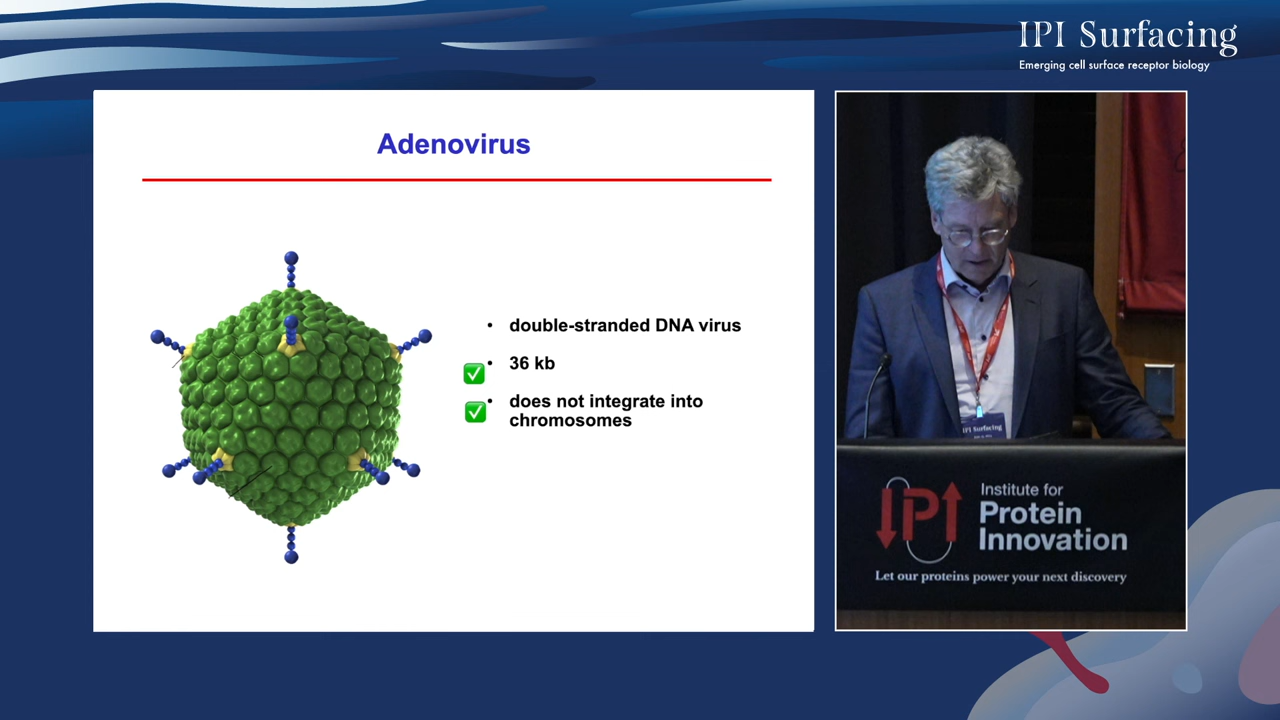 IPI Surfacing
Emerging cell surface receptor biology
Adenovirus
• double-stranded DNA virus
• 36 kb
• does not integrate into
chromosomes
IPI Surfacing
IPI
Institute for
Protein
Innovation
Let our proteins power your next discovery